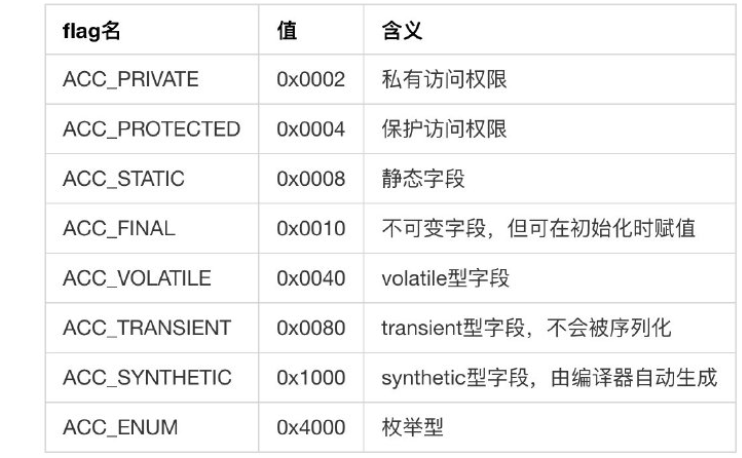 flag名 值 含义
ACC_PRIVATE 0x0002 私有访问权限
ACC_PROTECTED 0x0004 保护访问权限
ACC_STATIC 0x0008 静态字段
ACC_FINAL 0x0010 不可变字段，但可在初始化时赋值
ACC_VOLATILE 0x0040 volatile型字段
ACC_TRANSIENT 0x0080 transient型字段，不会被序列化
ACC_SYNTHETIC 0x1000 synthetic型字段，由编译器自动生成
ACC_ENUM 0x4000 枚举型